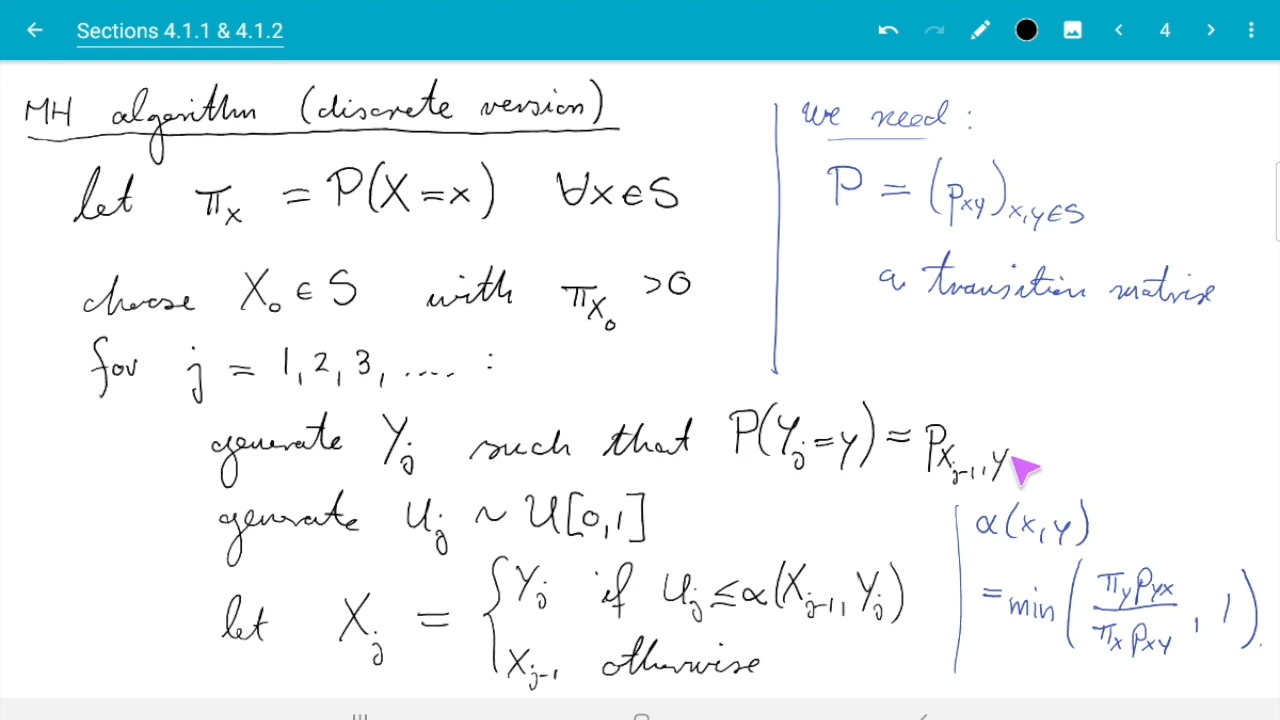 Sections 4.1.1 & 4.1.2
4
MH algorithm (discrete version)
let π_x = P(X=x) ∀x∈S
choose X_0 ∈ S with π_{X_0} >0
for j = 1, 2, 3, .... :
generate Y_j such that P(Y_j=y) = p_{X_{j-1}, y}
generate U_j ~ U[0,1]
let X_j = { Y_j if U_j ≤ α(X_{j-1}, Y_j)
X_{j-1} otherwise
we need :
P = (p_{xy})_{x,y∈S}
a transition matrix
α(x,y)
= min( π_y p_{yx} / π_x p_{xy} , 1 ).